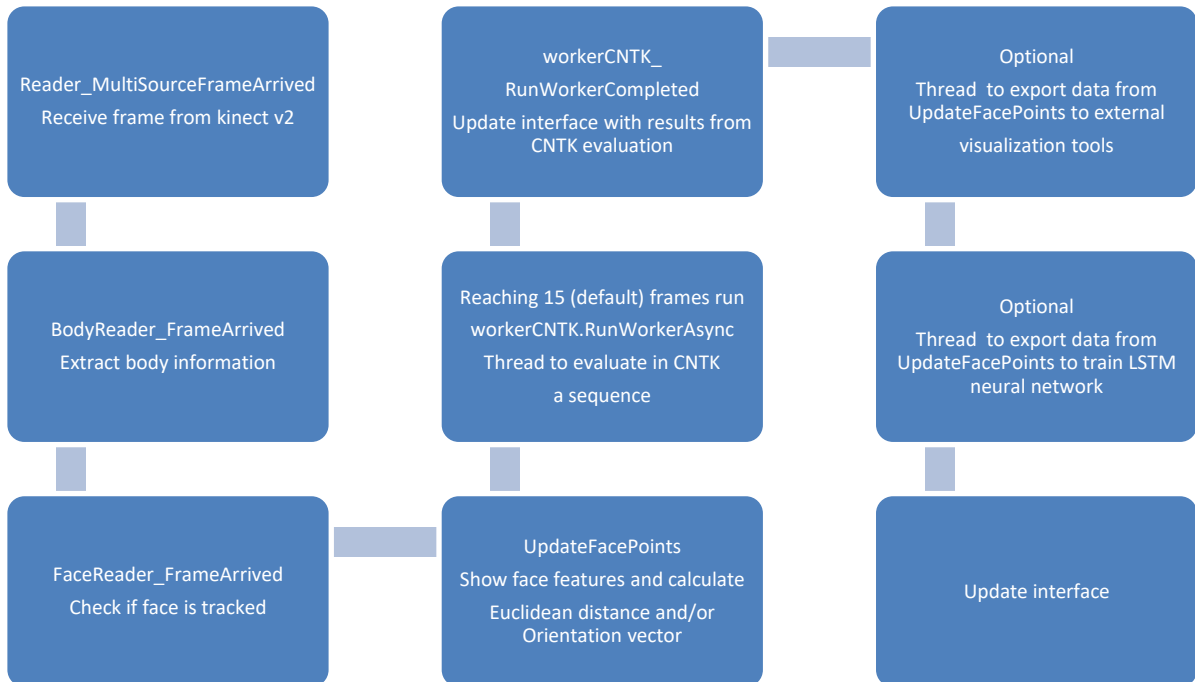 Reader_MultiSourceFrameArrived
Receive frame from kinect v2
BodyReader_FrameArrived
Extract body information
FaceReader_FrameArrived
Check if face is tracked
UpdateFacePoints
Show face features and calculate
Euclidean distance and/or
Orientation vector
Reaching 15 (default) frames run
workerCNTK.RunWorkerAsync
Thread to evaluate in CNTK
a sequence
workerCNTK_
RunWorkerCompleted
Update interface with results from
CNTK evaluation
Optional
Thread to export data from
UpdateFacePoints to external
visualization tools
Optional
Thread to export data from
UpdateFacePoints to train LSTM
neural network
Update interface